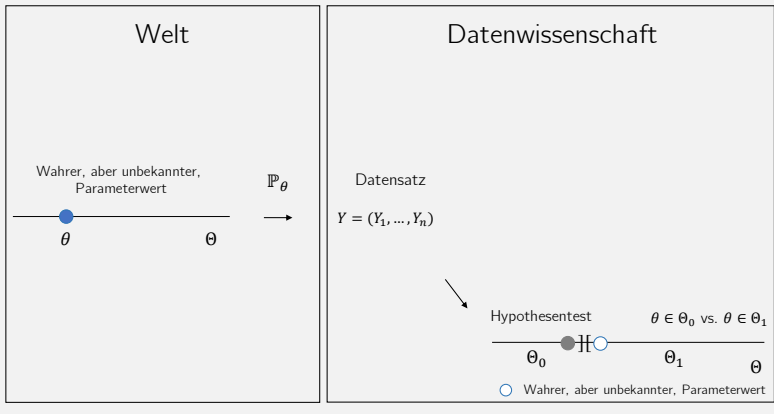 Welt
Wahrer, aber unbekannter,
Parameterwert
θ
Θ
ℙ_θ
Datenwissenschaft
Datensatz
Y = (Y₁, … , Yₙ)
Hypothesentest
θ ∈ Θ₀ vs. θ ∈ Θ₁
][
Θ₀
Θ₁
Θ
Wahrer, aber unbekannter, Parameterwert